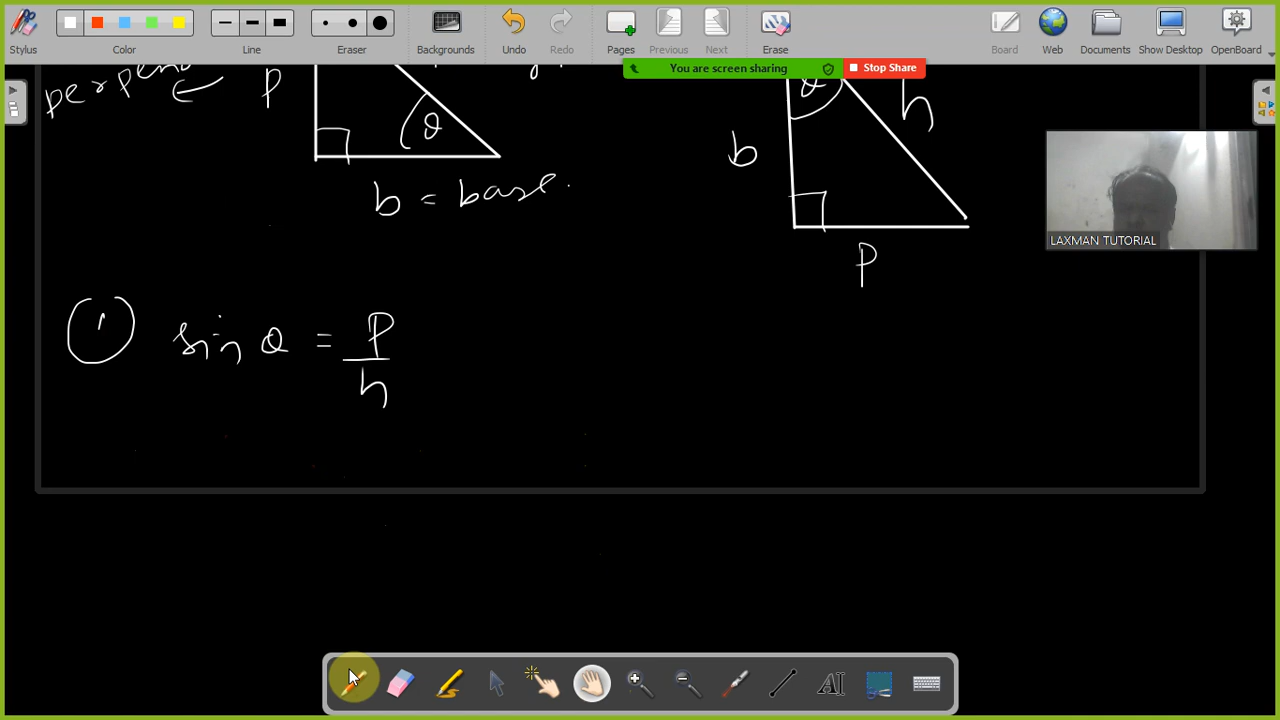 Stylus Color Line Eraser Backgrounds Undo Redo Pages Previous Next Erase Board Web Documents Show Desktop OpenBoard
You are screen sharing Stop Share
p
θ
b = base
θ
h
b
p
LAXMAN TUTORIAL
1 sin θ = P
h
AI